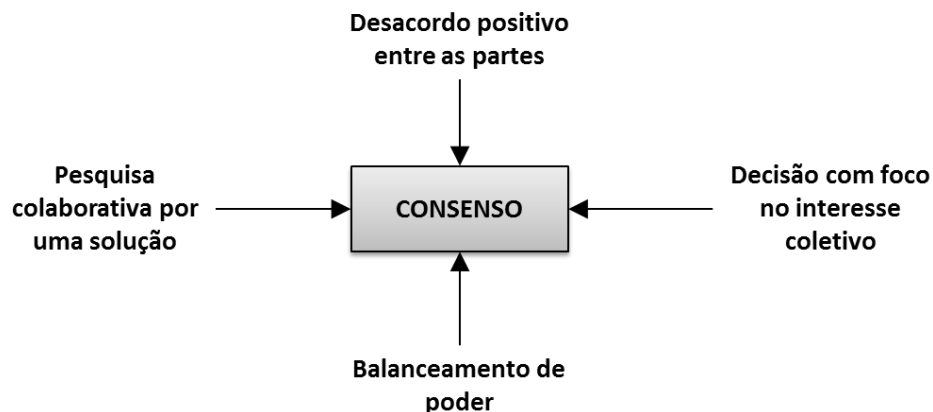 Desacordo positivo
entre as partes
Pesquisa
colaborativa por
uma solução
CONSENSO
Decisão com foco
no interesse
coletivo
Balanceamento de
poder